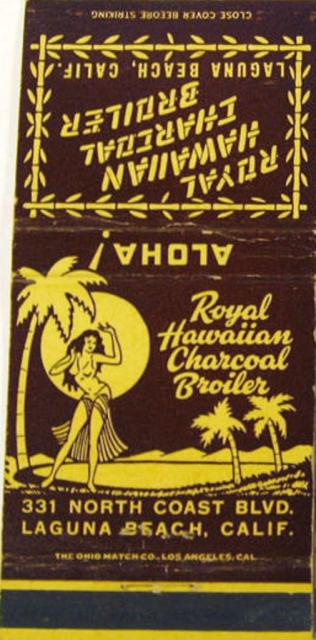 CLOSE COVER BEFORE STRIKING
ROYAL
HAWAIIAN
CHARCOAL
BROILER
LAGUNA BEACH, CALIF.
ALOHA!
Royal
Hawaiian
Charcoal
Broiler
331 NORTH COAST BLVD.
LAGUNA BEACH, CALIF.
THE OHIO MATCH CO., LOS ANGELES, CAL.